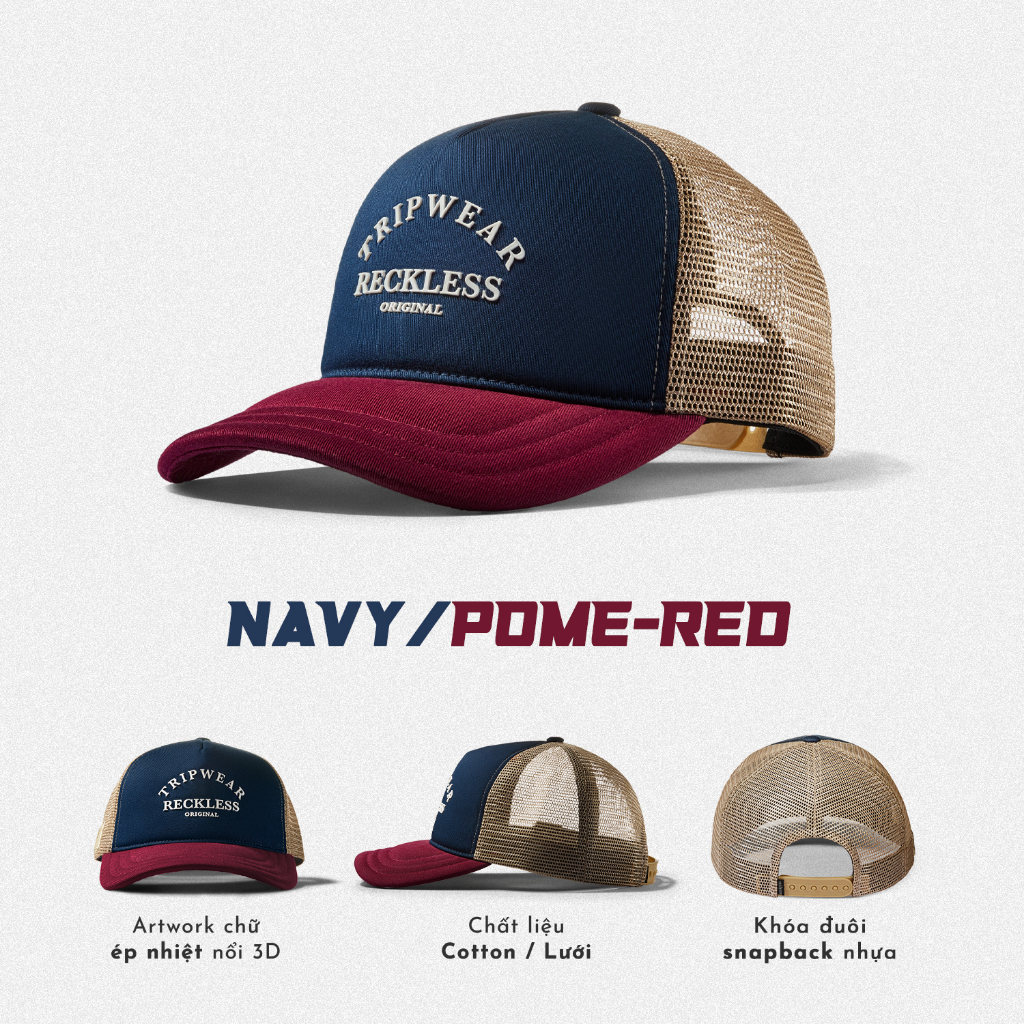 TRIPWEAR
RECKLESS
ORIGINAL
NAVY/POME-RED
TRIPWEAR
RECKLESS
ORIGINAL
Artwork chữ
ép nhiệt nổi 3D
Chất liệu
Cotton / Lưới
Khóa đuôi
snapback nhựa